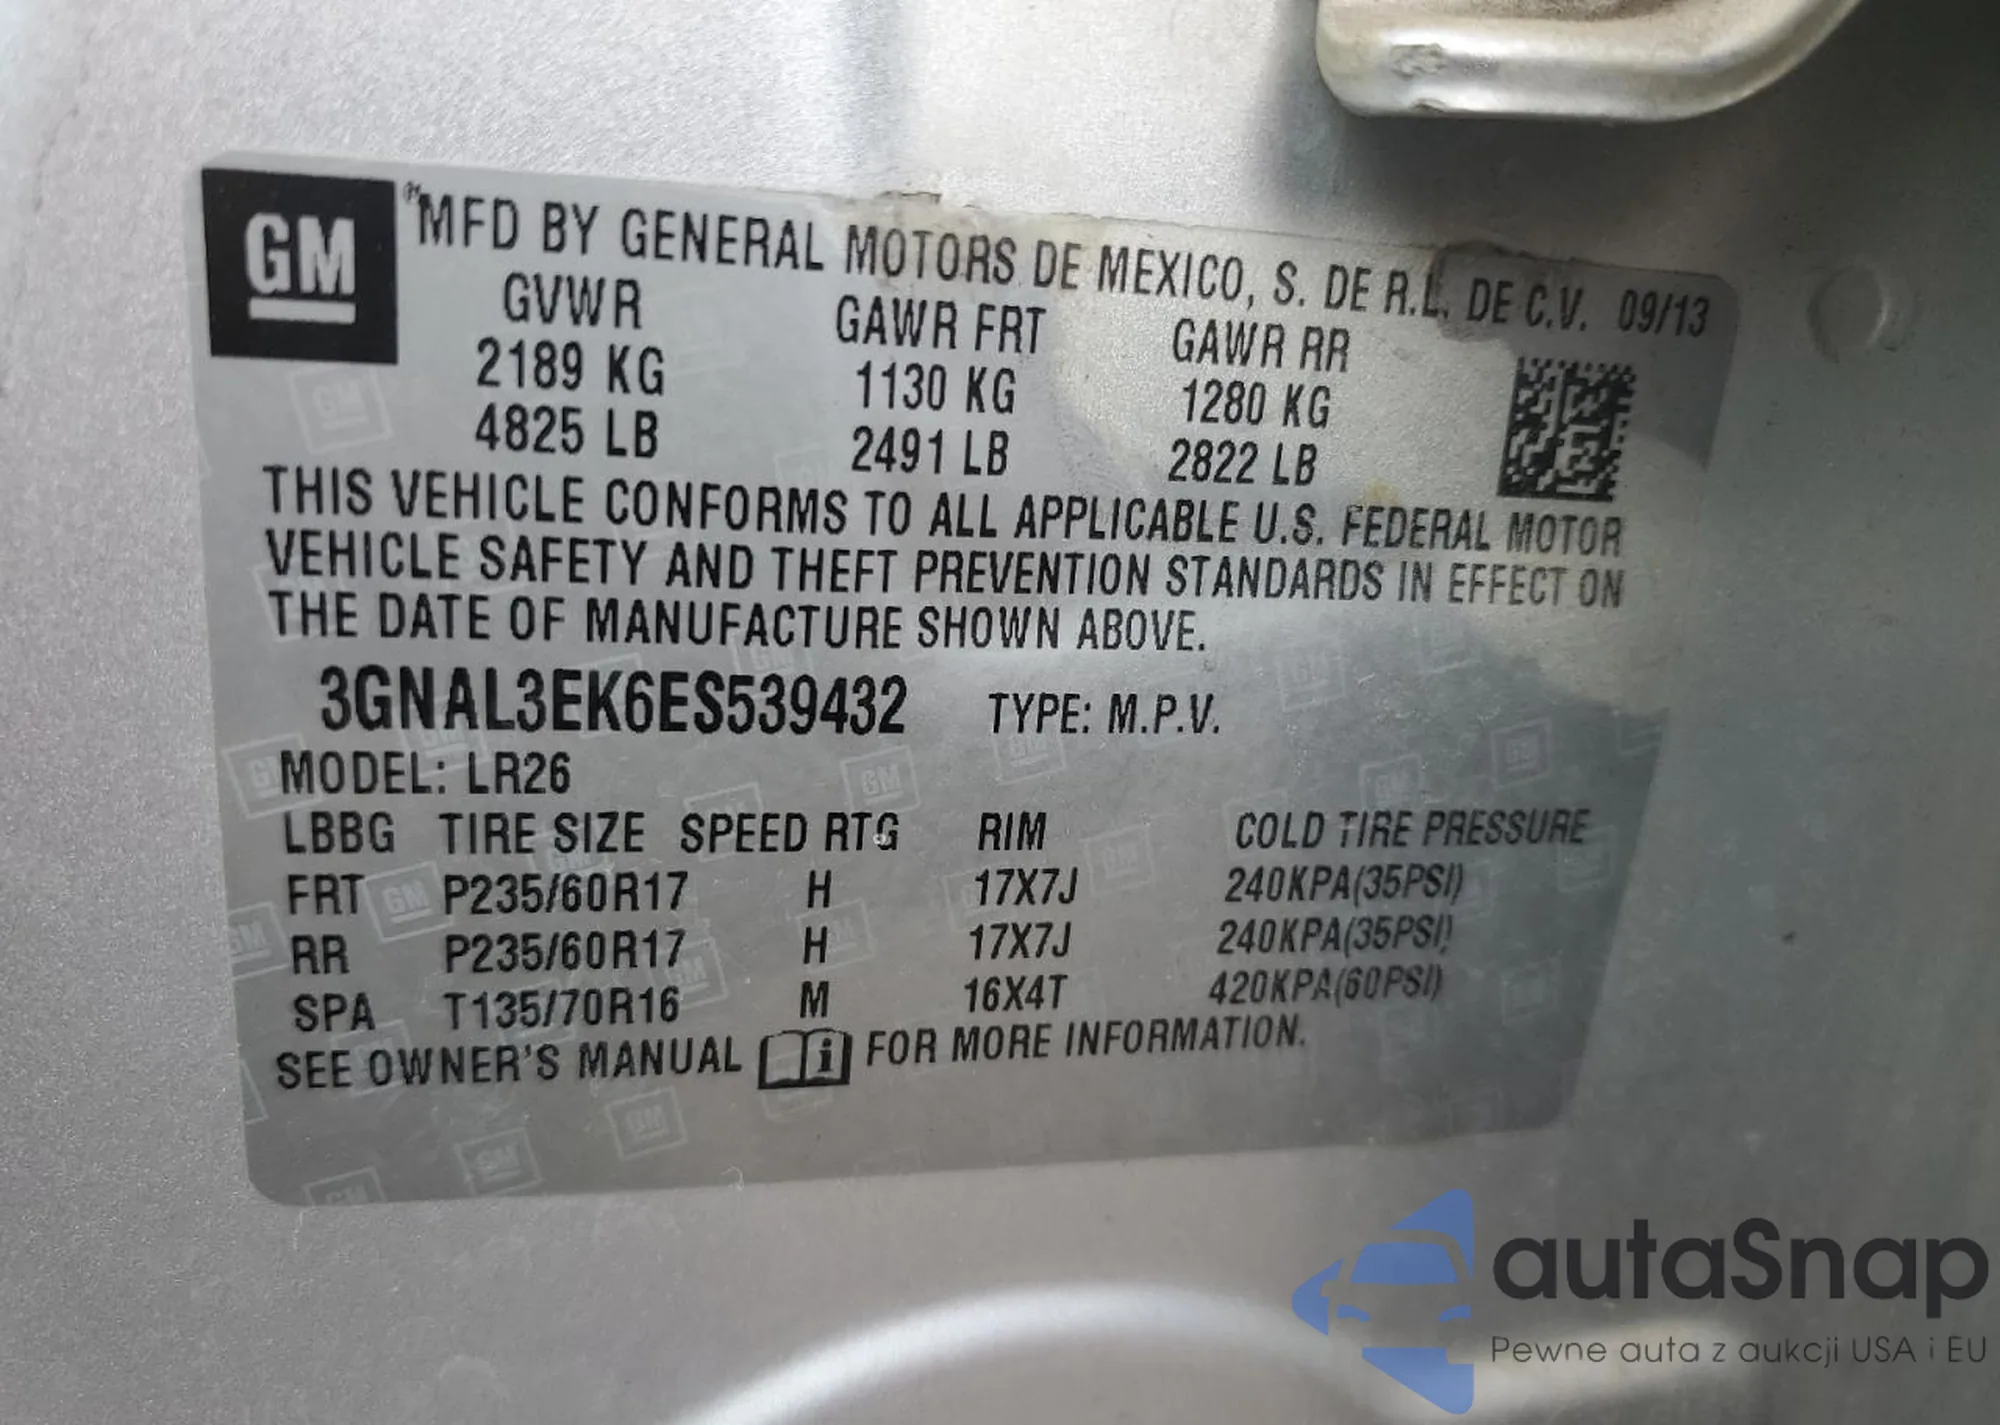 GM
MFD BY GENERAL MOTORS DE MEXICO, S. DE R.L. DE C.V. 09/13
GVWR GAWR FRT GAWR RR
2189 KG 1130 KG 1280 KG
4825 LB 2491 LB 2822 LB
THIS VEHICLE CONFORMS TO ALL APPLICABLE U.S. FEDERAL MOTOR
VEHICLE SAFETY AND THEFT PREVENTION STANDARDS IN EFFECT ON
THE DATE OF MANUFACTURE SHOWN ABOVE.
3GNAL3EK6ES539432 TYPE: M.P.V.
MODEL: LR26
LBBG TIRE SIZE SPEED RTG RIM COLD TIRE PRESSURE
FRT P235/60R17 H 17X7J 240KPA(35PSI)
RR P235/60R17 H 17X7J 240KPA(35PSI)
SPA T135/70R16 M 16X4T 420KPA(60PSI)
SEE OWNER'S MANUAL i FOR MORE INFORMATION.
autaSnap
Pewne auta z aukcji USA i EU